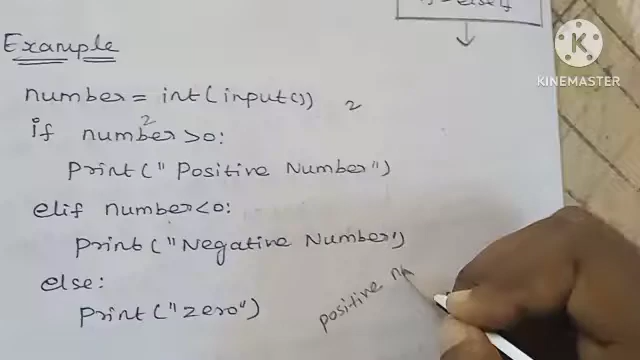 Example
number = int(input()) 2
2
if number >0:
Print(" Positive Number")
elif number<0:
Print("Negative Number")
else:
Print("Zero")
positive n
KINEMASTER